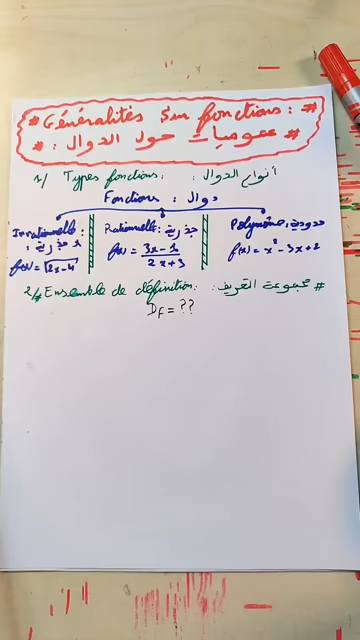 # Généralités sur fonctions: #
# عموميات حول الدوال: #
1/ Types fonctions: أنواع الدوال:
Fonctions: دوال:
Irrationnelle: Rationnelle: جذرية: Polynôme: حدودية:
لا جذرية:
f(x) = √2x-4 f(x) = 3x-1/2x+3 f(x) = x² - 3x + 2
2/# Ensemble de définition: مجموعة التعريف: #
DF = ??